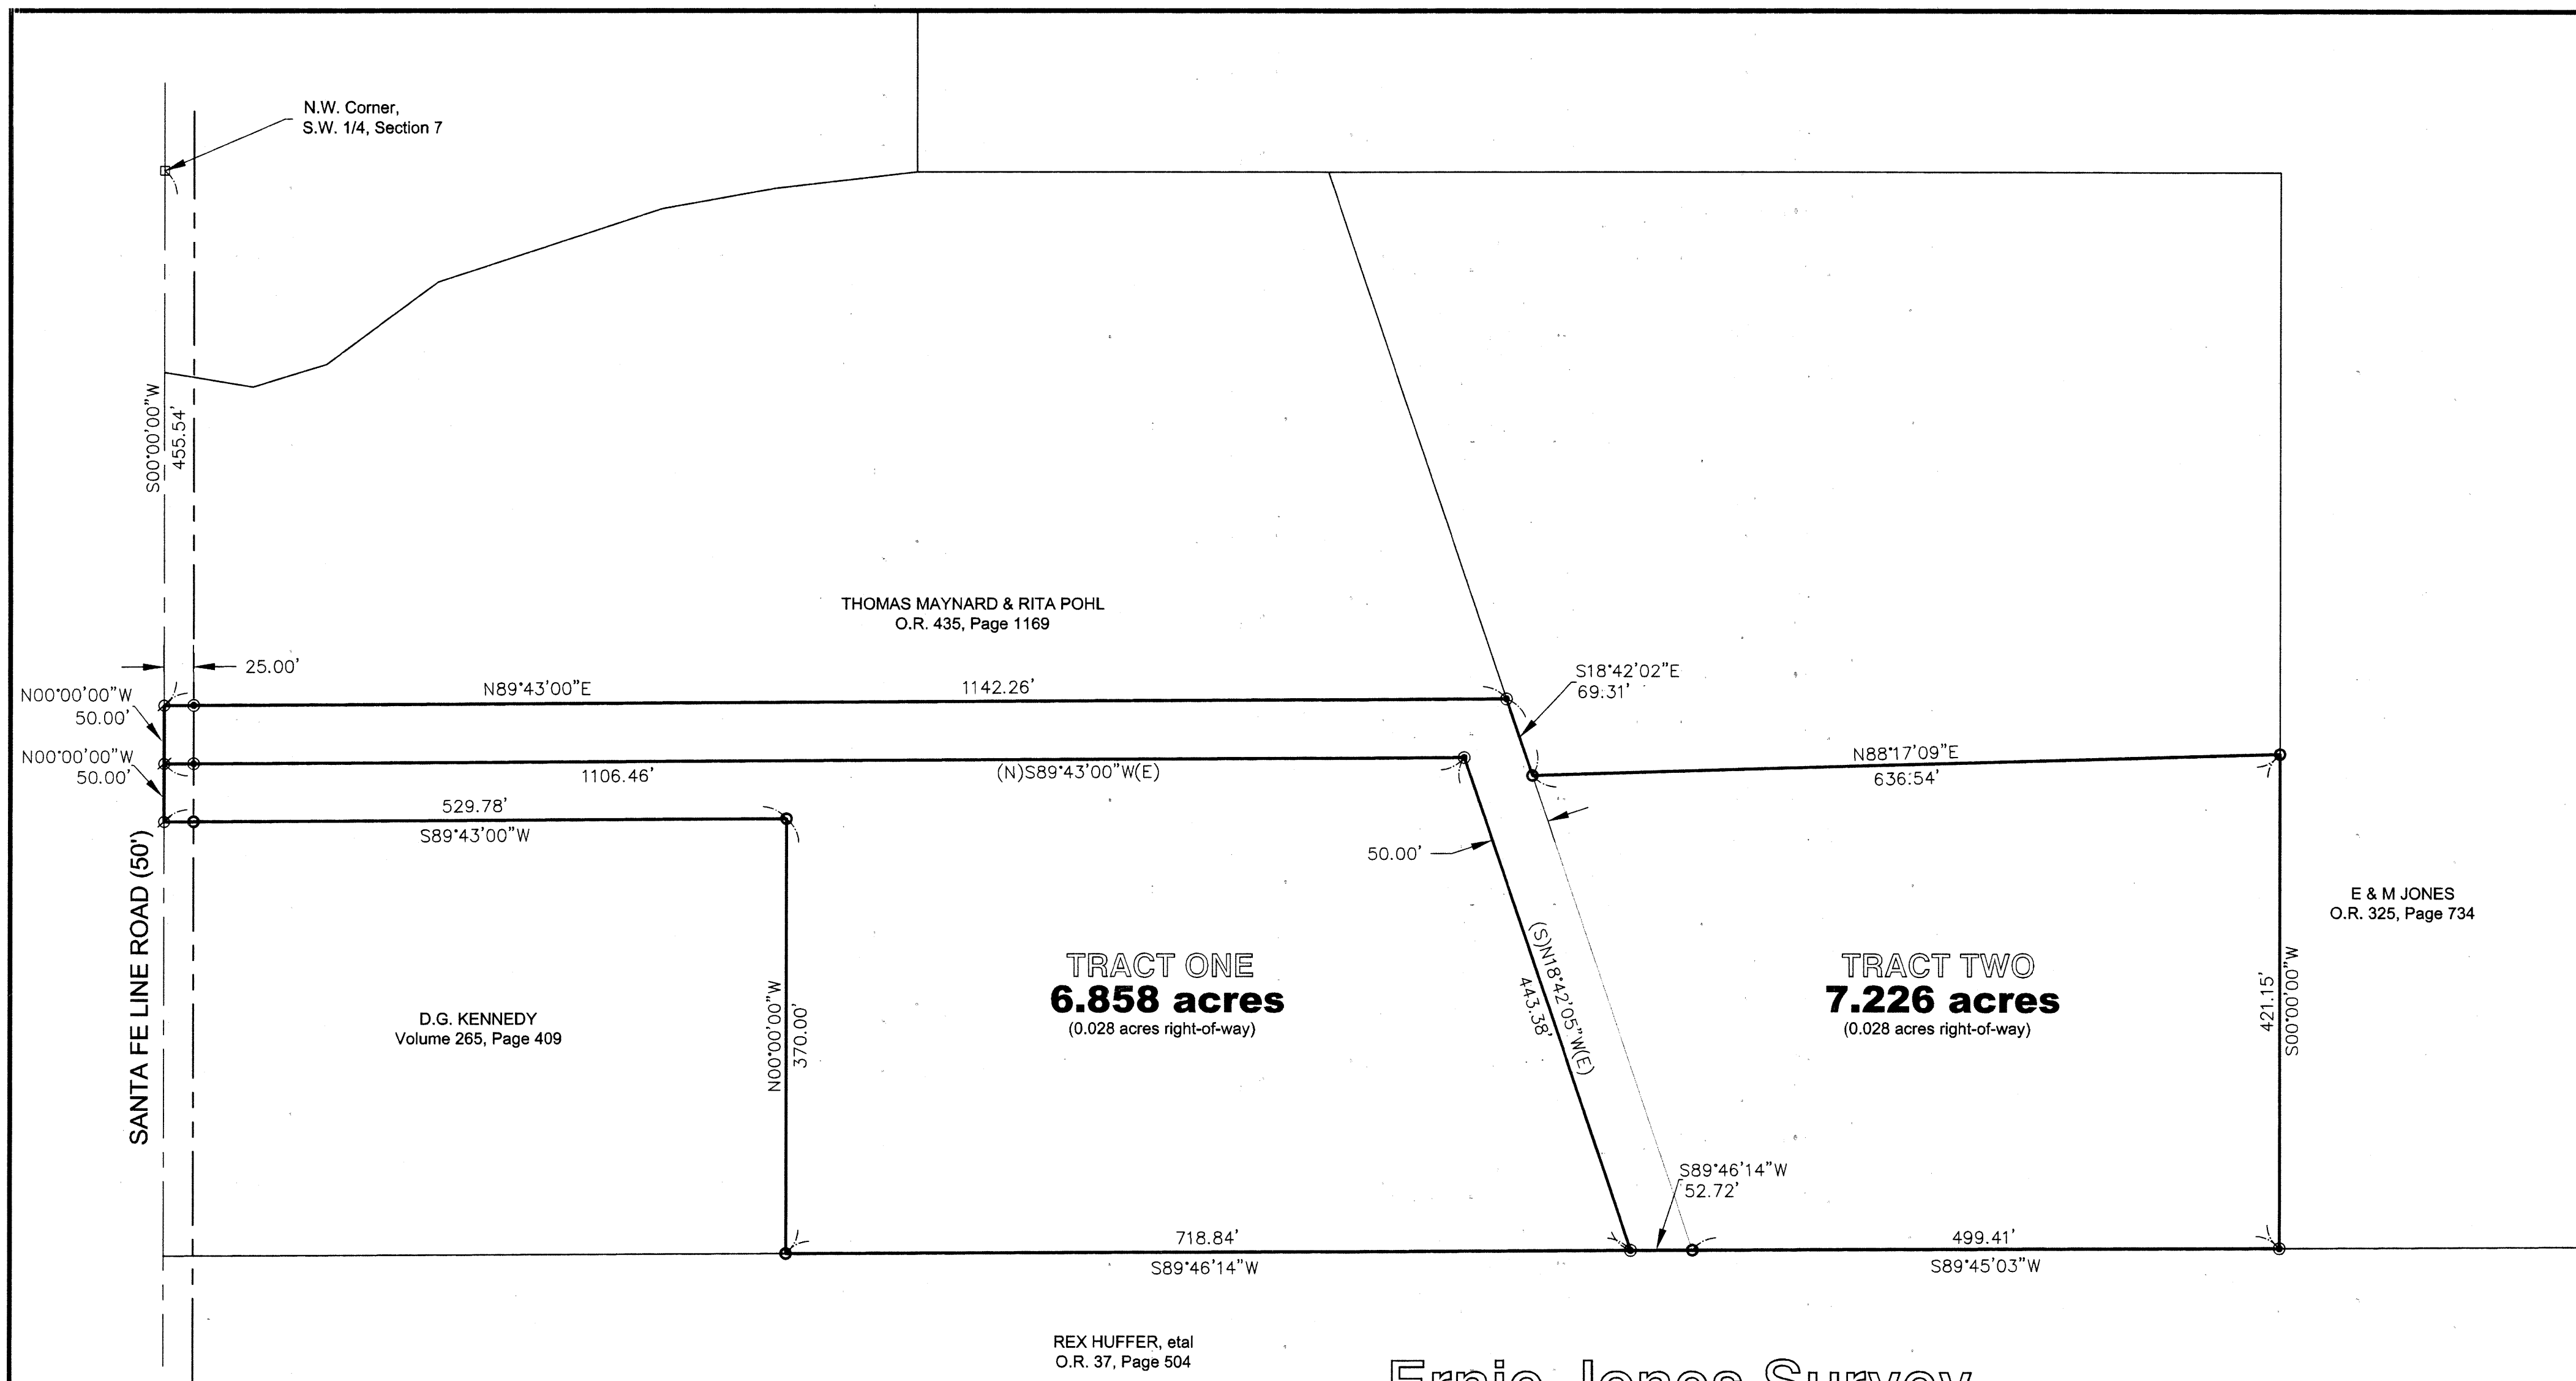 N.W. Corner,
S.W. 1/4, Section 7
S00°00'00"W
455.54'
THOMAS MAYNARD & RITA POHL
O.R. 435, Page 1169
25.00'
N00°00'00"W
50.00'
N89°43'00"E
1142.26'
S18°42'02"E
69.31'
N00°00'00"W
50.00'
1106.46'
(N)S89°43'00"W(E)
N88°17'09"E
636.54'
529.78'
S89°43'00"W
50.00'
SANTA FE LINE ROAD (50')
D.G. KENNEDY
Volume 265, Page 409
N00°00'00"W
370.00'
TRACT ONE
6.858 acres
(0.028 acres right-of-way)
(S)N18°42'05"W(E)
443.38'
TRACT TWO
7.226 acres
(0.028 acres right-of-way)
421.15'
S00°00'00"W
E & M JONES
O.R. 325, Page 734
S89°46'14"W
52.72'
718.84'
S89°46'14"W
499.41'
S89°45'03"W
REX HUFFER, etal
O.R. 37, Page 504
Ernie Jones Survey